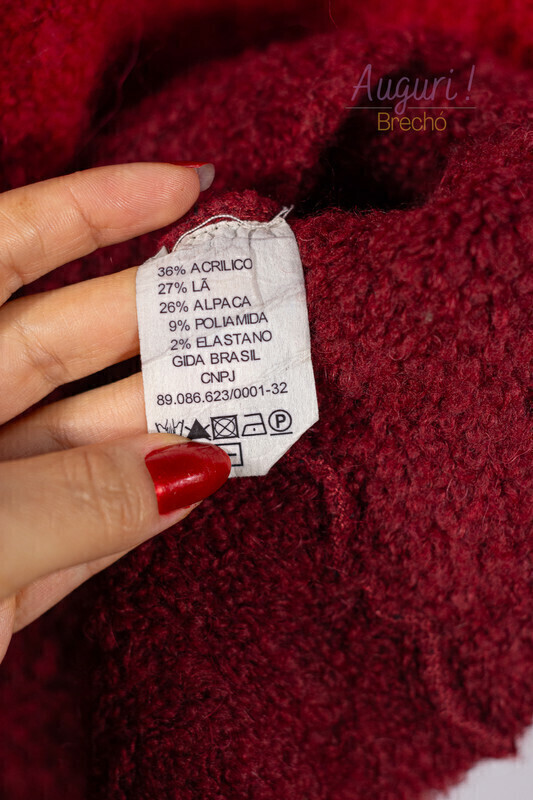 Auguri !
Brechó
36% ACRILICO
27% LÃ
26% ALPACA
9% POLIAMIDA
2% ELASTANO
GIDA BRASIL
CNPJ
89.086.623/0001-32
P